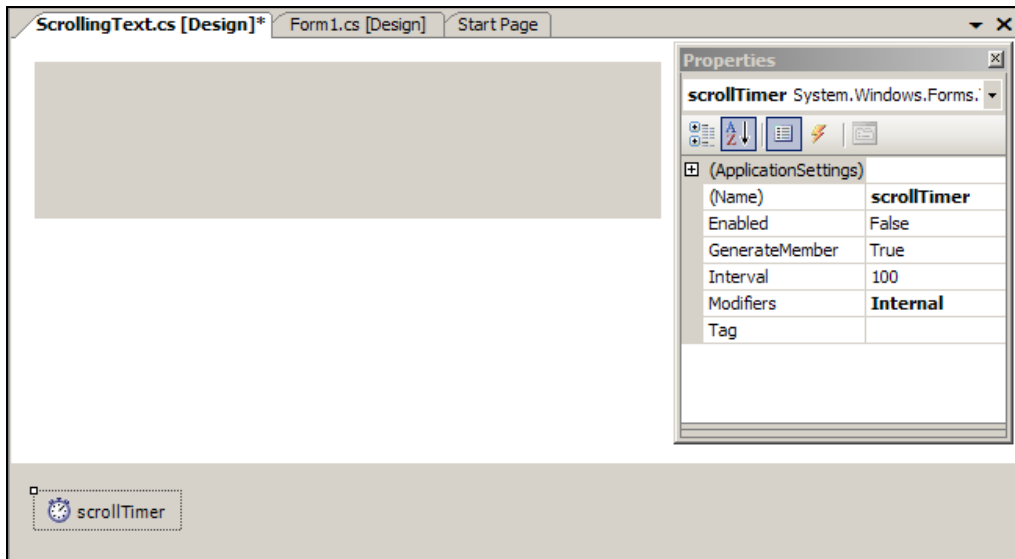 ScrollingText.cs [Design]* Form1.cs [Design] Start Page
Properties
scrollTimer System.Windows.Forms.
(ApplicationSettings)
(Name) scrollTimer
Enabled False
GenerateMember True
Interval 100
Modifiers Internal
Tag
scrollTimer